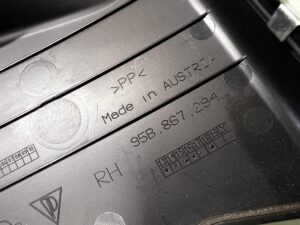 >PP<
Made in AUSTRIA
95B.867.294
RH